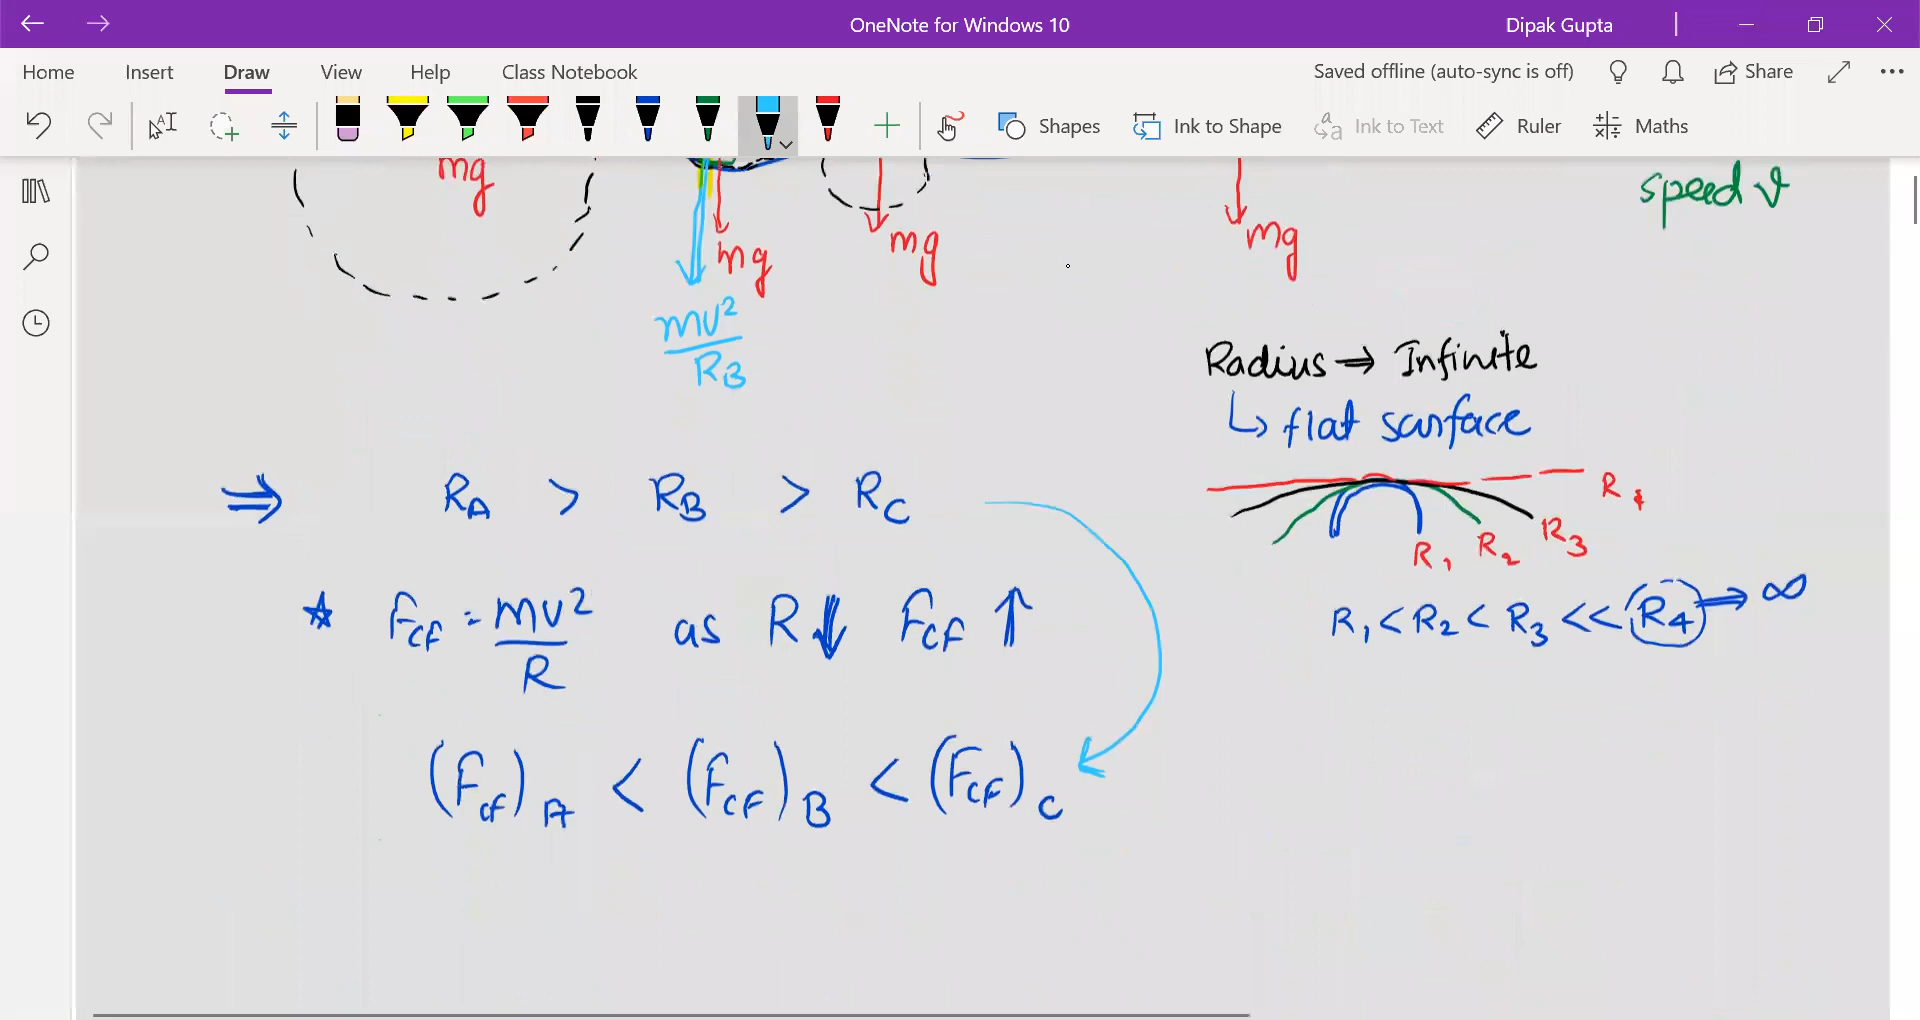 OneNote for Windows 10
Dipak Gupta
Home Insert Draw View Help Class Notebook
Saved offline (auto-sync is off) Share
Shapes Ink to Shape Ink to Text Ruler Maths
mg
speed v
mg
mg
mg
mv²/R_B
Radius ⇒ Infinite
↳ flat surface
R_A > R_B > R_C
⇒
R₁ R₂ R₃ R₄
☆ F_CF = mv²/R as R ↓ F_CF ↑
R₁ < R₂ < R₃ << R₄ ⇒ ∞
(F_cf)_A < (F_CF)_B < (F_CF)_C